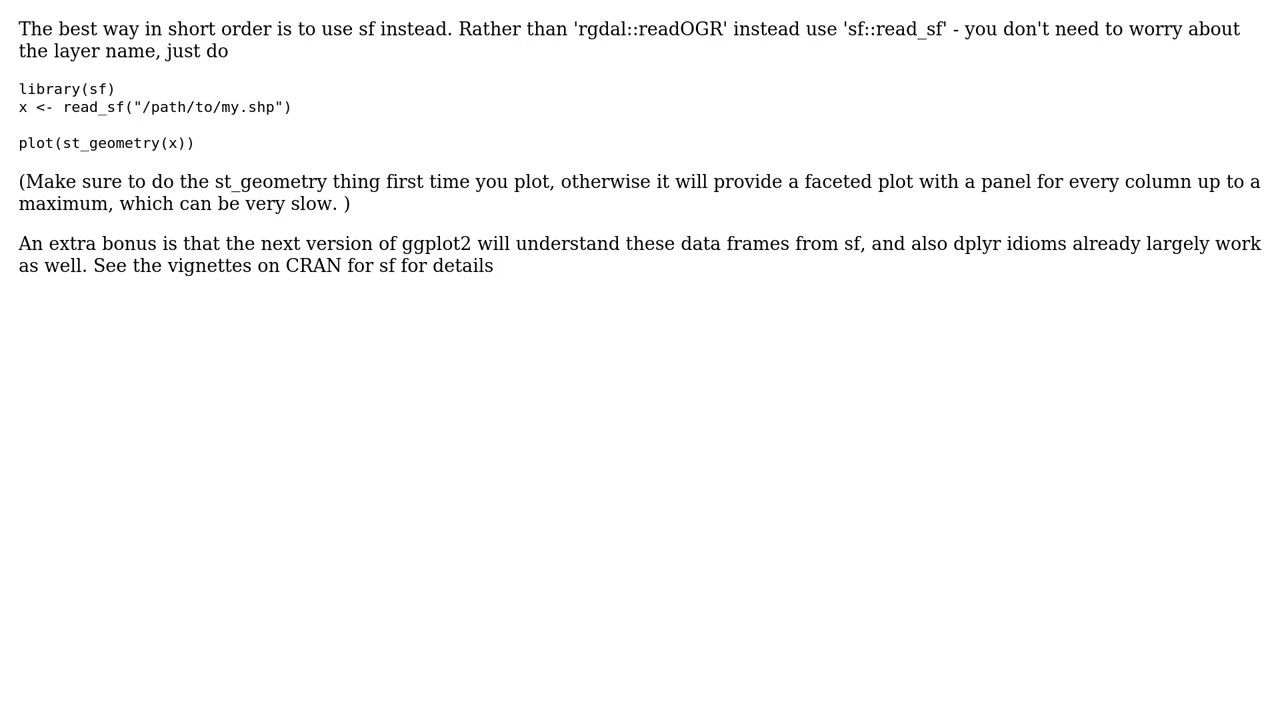 The best way in short order is to use sf instead. Rather than 'rgdal::readOGR' instead use 'sf::read_sf' - you don't need to worry about
the layer name, just do
library(sf)
x <- read_sf("/path/to/my.shp")
plot(st_geometry(x))
(Make sure to do the st_geometry thing first time you plot, otherwise it will provide a faceted plot with a panel for every column up to a
maximum, which can be very slow. )
An extra bonus is that the next version of ggplot2 will understand these data frames from sf, and also dplyr idioms already largely work
as well. See the vignettes on CRAN for sf for details